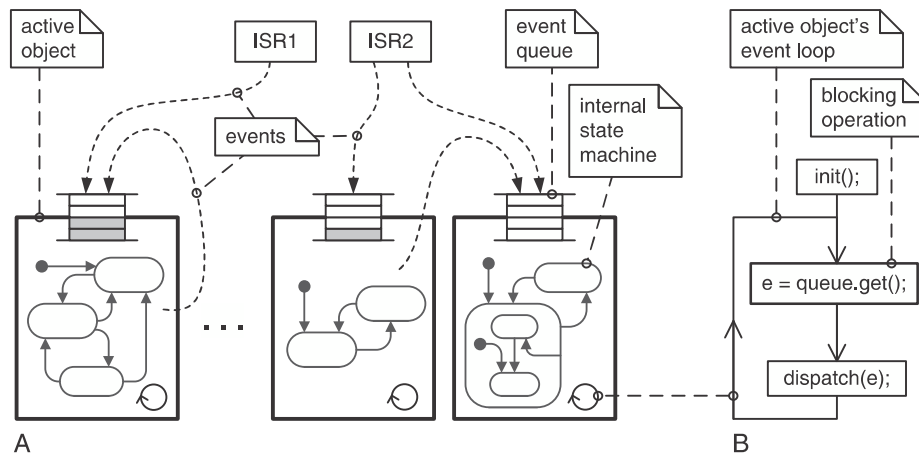 active
object
ISR1
ISR2
event
queue
active object's
event loop
events
internal
state
machine
blocking
operation
init();
e = queue.get();
dispatch(e);
...
A
B